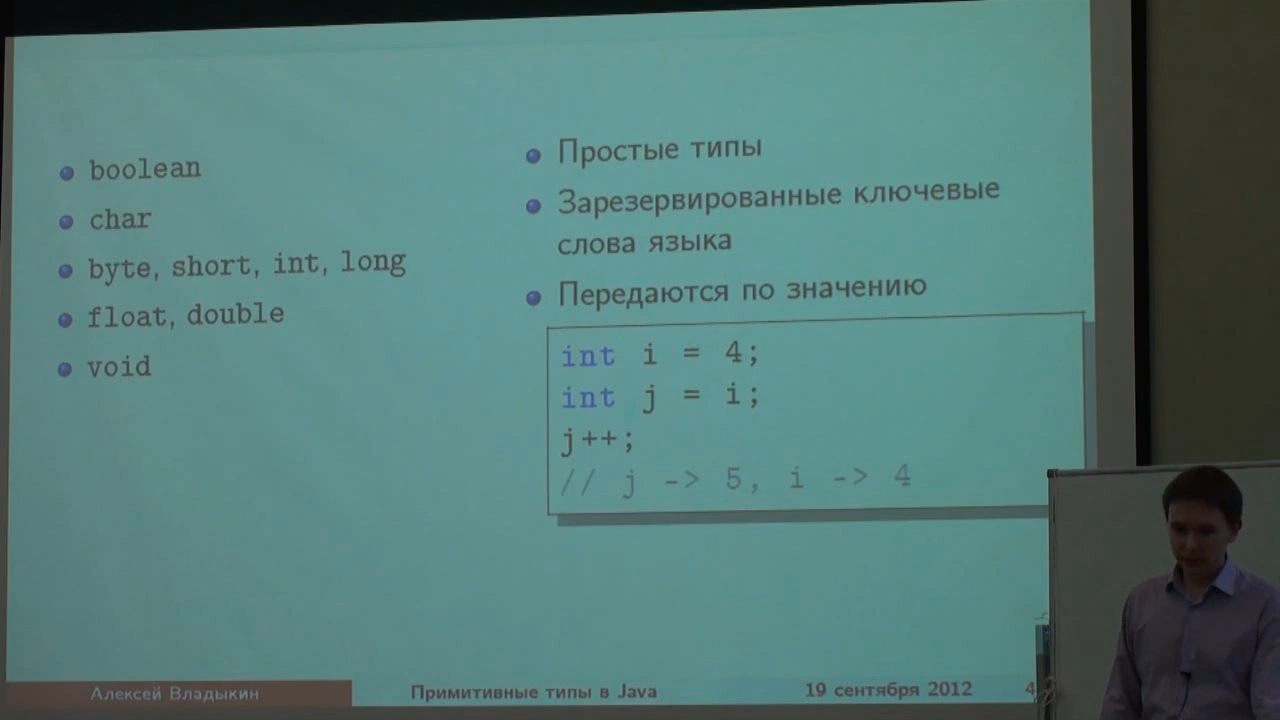 boolean
char
byte, short, int, long
float, double
void
Простые типы
Зарезервированные ключевые
слова языка
Передаются по значению
int i = 4;
int j = i;
j++;
// j -> 5, i -> 4
Алексей Владыкин
Примитивные типы в Java
19 сентября 2012